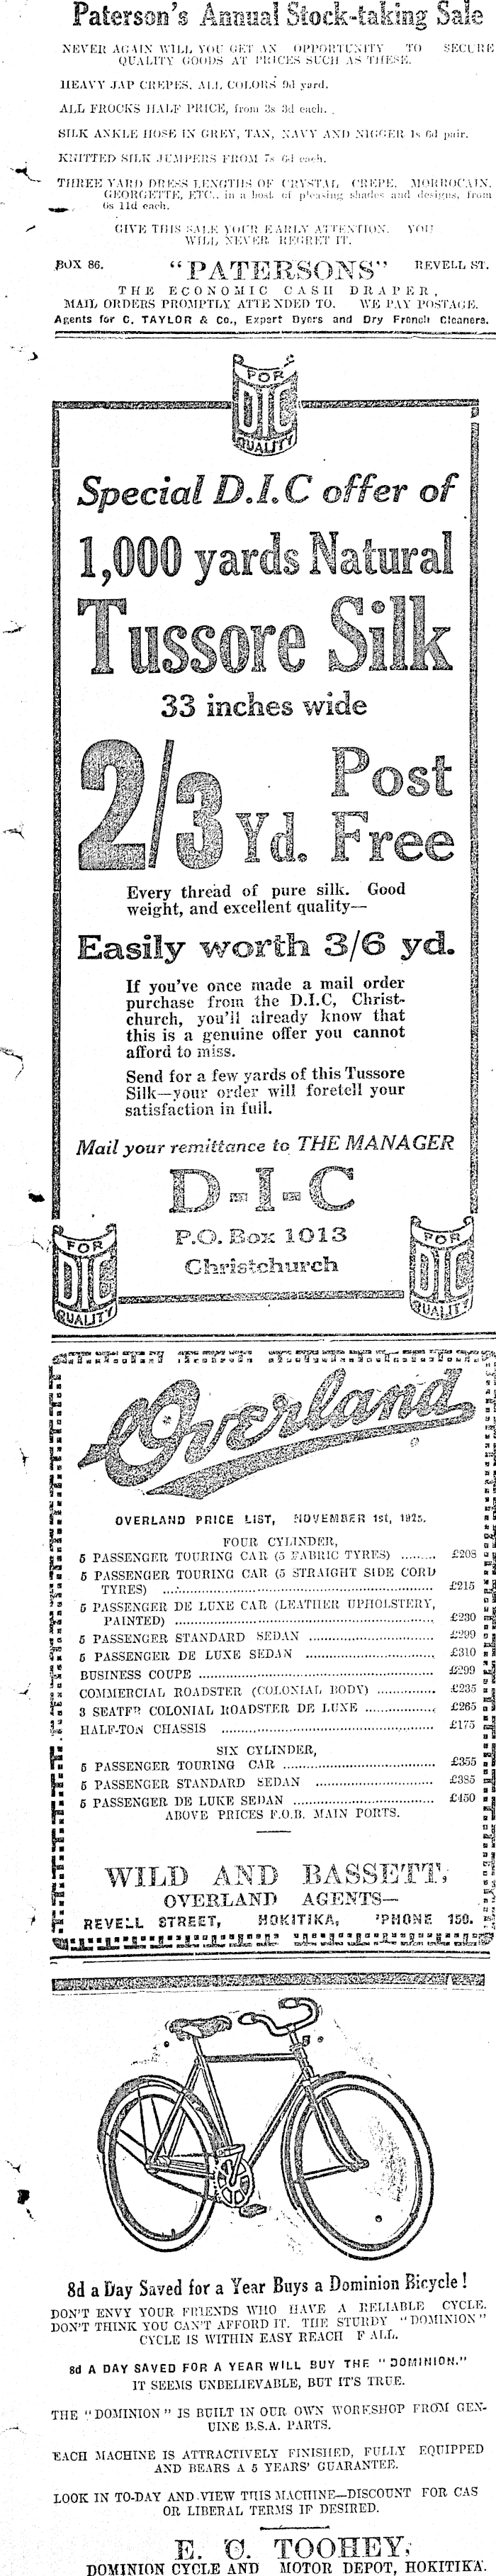 Paterson's Annual Stock-taking Sale
NEVER AGAIN WILL YOU GET AN OPPORTUNITY TO SECURE
QUALITY GOODS AT PRICES SUCH AS THESE.
HEAVY JAP CREPES, ALL COLORS 9d yard.
ALL FROCKS HALF PRICE, from 3s 3d each.
SILK ANKLE HOSE IN GREY, TAN, NAVY AND NIGGER 1s 6d pair.
KNITTED SILK JUMPERS FROM 7s 6d each.
THREE YARD DRESS LENGTHS OF CRYSTAL CREPE, MORROCAIN,
GEORGETTE, ETC., in a host of pleasing shades and designs, from
6s 11d each.
GIVE THIS SALE YOUR EARLY ATTENTION. YOU
WILL NEVER REGRET IT.
BOX 86. "PATERSONS" REVELL ST.
THE ECONOMIC CASH DRAPER,
MAIL ORDERS PROMPTLY ATTENDED TO. WE PAY POSTAGE.
Agents for C. TAYLOR & Co., Expert Dyers and Dry French Cleaners.
FOR
DIC
QUALITY
Special D.I.C offer of
1,000 yards Natural
Tussore Silk
33 inches wide
2/3 Yd. Post Free
Every thread of pure silk. Good
weight, and excellent quality—
Easily worth 3/6 yd.
If you've once made a mail order
purchase from the D.I.C, Christ-
church, you'll already know that
this is a genuine offer you cannot
afford to miss.
Send for a few yards of this Tussore
Silk—your order will foretell your
satisfaction in full.
Mail your remittance to THE MANAGER
D-I-C
P.O. Box 1013
Christchurch
FOR
DIC
QUALITY
FOR
DIC
QUALITY
Overland
OVERLAND PRICE LIST, NOVEMBER 1st, 1925.
FOUR CYLINDER,
5 PASSENGER TOURING CAR (5 FABRIC TYRES) ......... £208
5 PASSENGER TOURING CAR (5 STRAIGHT SIDE CORD
TYRES) ................ £215
5 PASSENGER DE LUXE CAR (LEATHER UPHOLSTERY,
PAINTED) ................ £230
5 PASSENGER STANDARD SEDAN ................ £299
5 PASSENGER DE LUXE SEDAN ................ £310
BUSINESS COUPE ................ £299
COMMERCIAL ROADSTER (COLONIAL BODY) ............... £235
3 SEATER COLONIAL ROADSTER DE LUXE ................ £265
HALF-TON CHASSIS ................ £175
SIX CYLINDER,
5 PASSENGER TOURING CAR ................ £355
5 PASSENGER STANDARD SEDAN ................ £385
5 PASSENGER DE LUKE SEDAN ................ £450
ABOVE PRICES F.O.B. MAIN PORTS.
WILD AND BASSETT,
OVERLAND AGENTS—
REVELL STREET, HOKITIKA, 'PHONE 150.
8d a Day Saved for a Year Buys a Dominion Bicycle!
DON'T ENVY YOUR FRIENDS WHO HAVE A RELIABLE CYCLE.
DON'T THINK YOU CAN'T AFFORD IT. THE STURDY "DOMINION"
CYCLE IS WITHIN EASY REACH F ALL.
8d A DAY SAVED FOR A YEAR WILL BUY THE "DOMINION."
IT SEEMS UNBELIEVABLE, BUT IT'S TRUE.
THE "DOMINION" IS BUILT IN OUR OWN WORKSHOP FROM GEN-
UINE B.S.A. PARTS.
EACH MACHINE IS ATTRACTIVELY FINISHED, FULLY EQUIPPED
AND BEARS A 5 YEARS' GUARANTEE.
LOOK IN TO-DAY AND VIEW THIS MACHINE—DISCOUNT FOR CAS
OR LIBERAL TERMS IF DESIRED.
E. C. TOOHEY,
DOMINION CYCLE AND MOTOR DEPOT, HOKITIKA.